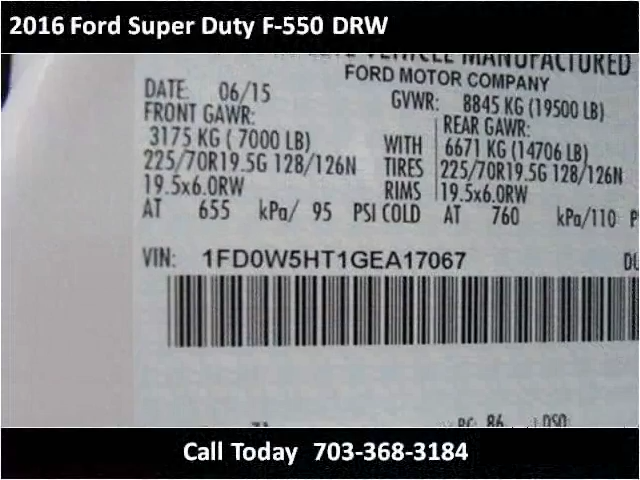 2016 Ford Super Duty F-550 DRW
VEHICLE MANUFACTURED
FORD MOTOR COMPANY
DATE: 06/15
GVWR: 8845 KG (19500 LB)
FRONT GAWR:
REAR GAWR:
3175 KG ( 7000 LB)
WITH
6671 KG (14706 LB)
225/70R19.5G 128/126N
TIRES
225/70R19.5G 128/126N
19.5x6.0RW
RIMS
19.5x6.0RW
AT 655 kPa/ 95 PSI COLD AT 760 kPa/110 P
VIN: 1FD0W5HT1GEA17067
Call Today 703-368-3184